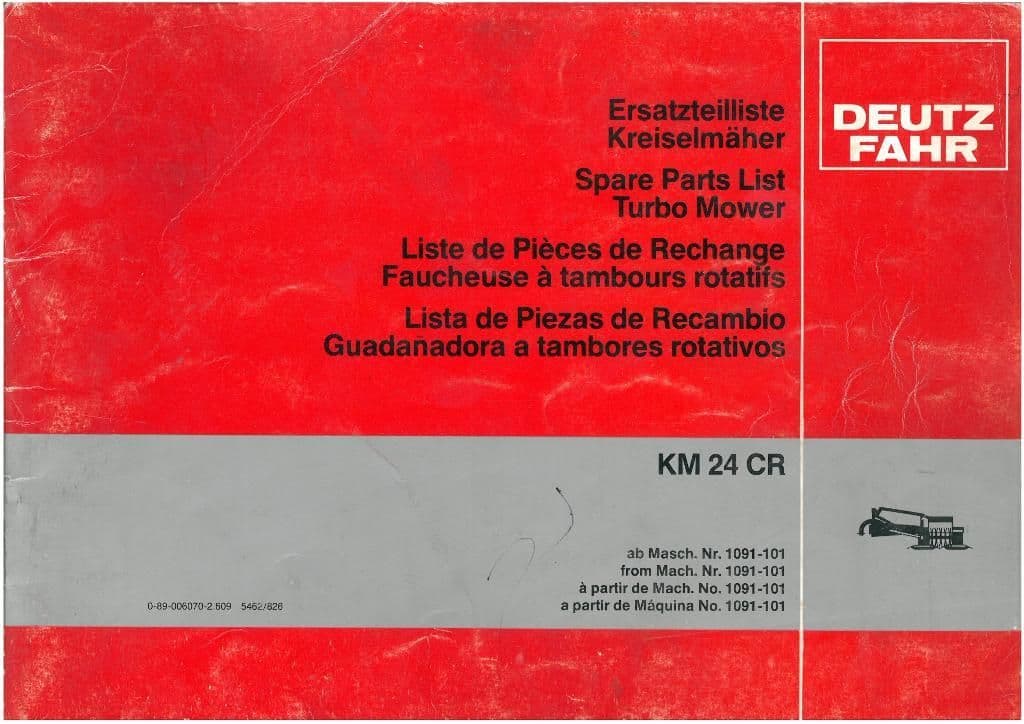 Ersatzteilliste
Kreiselmäher
Spare Parts List
Turbo Mower
Liste de Pièces de Rechange
Faucheuse à tambours rotatifs
Lista de Piezas de Recambio
Guadañadora a tambores rotativos
DEUTZ
FAHR
KM 24 CR
ab Masch. Nr. 1091-101
from Mach. Nr. 1091-101
à partir de Mach. No. 1091-101
a partir de Máquina No. 1091-101
0-89-006070-2.609 5462/826